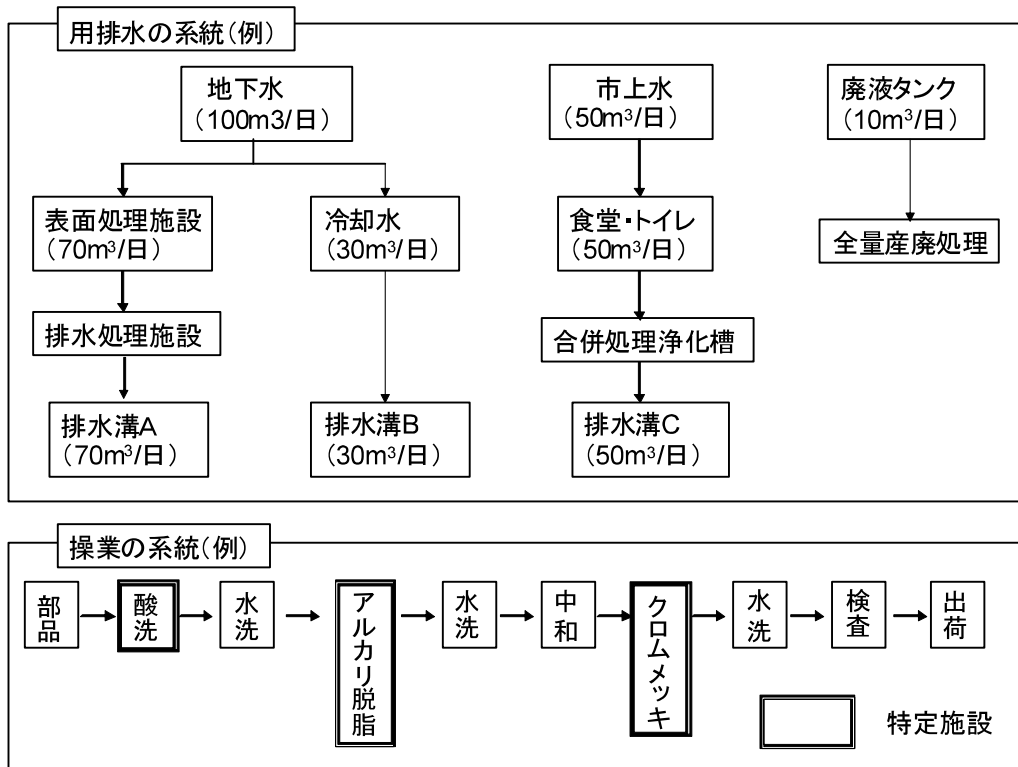 用排水の系統(例)
地下水
(100m3/日)
市上水
(50m³/日)
廃液タンク
(10m³/日)
表面処理施設
(70m³/日)
冷却水
(30m³/日)
食堂・トイレ
(50m³/日)
全量産廃処理
排水処理施設
合併処理浄化槽
排水溝A
(70m³/日)
排水溝B
(30m³/日)
排水溝C
(50m³/日)
操業の系統(例)
部品
酸洗
水洗
アルカリ脱脂
水洗
中和
クロムメッキ
水洗
検査
出荷
特定施設